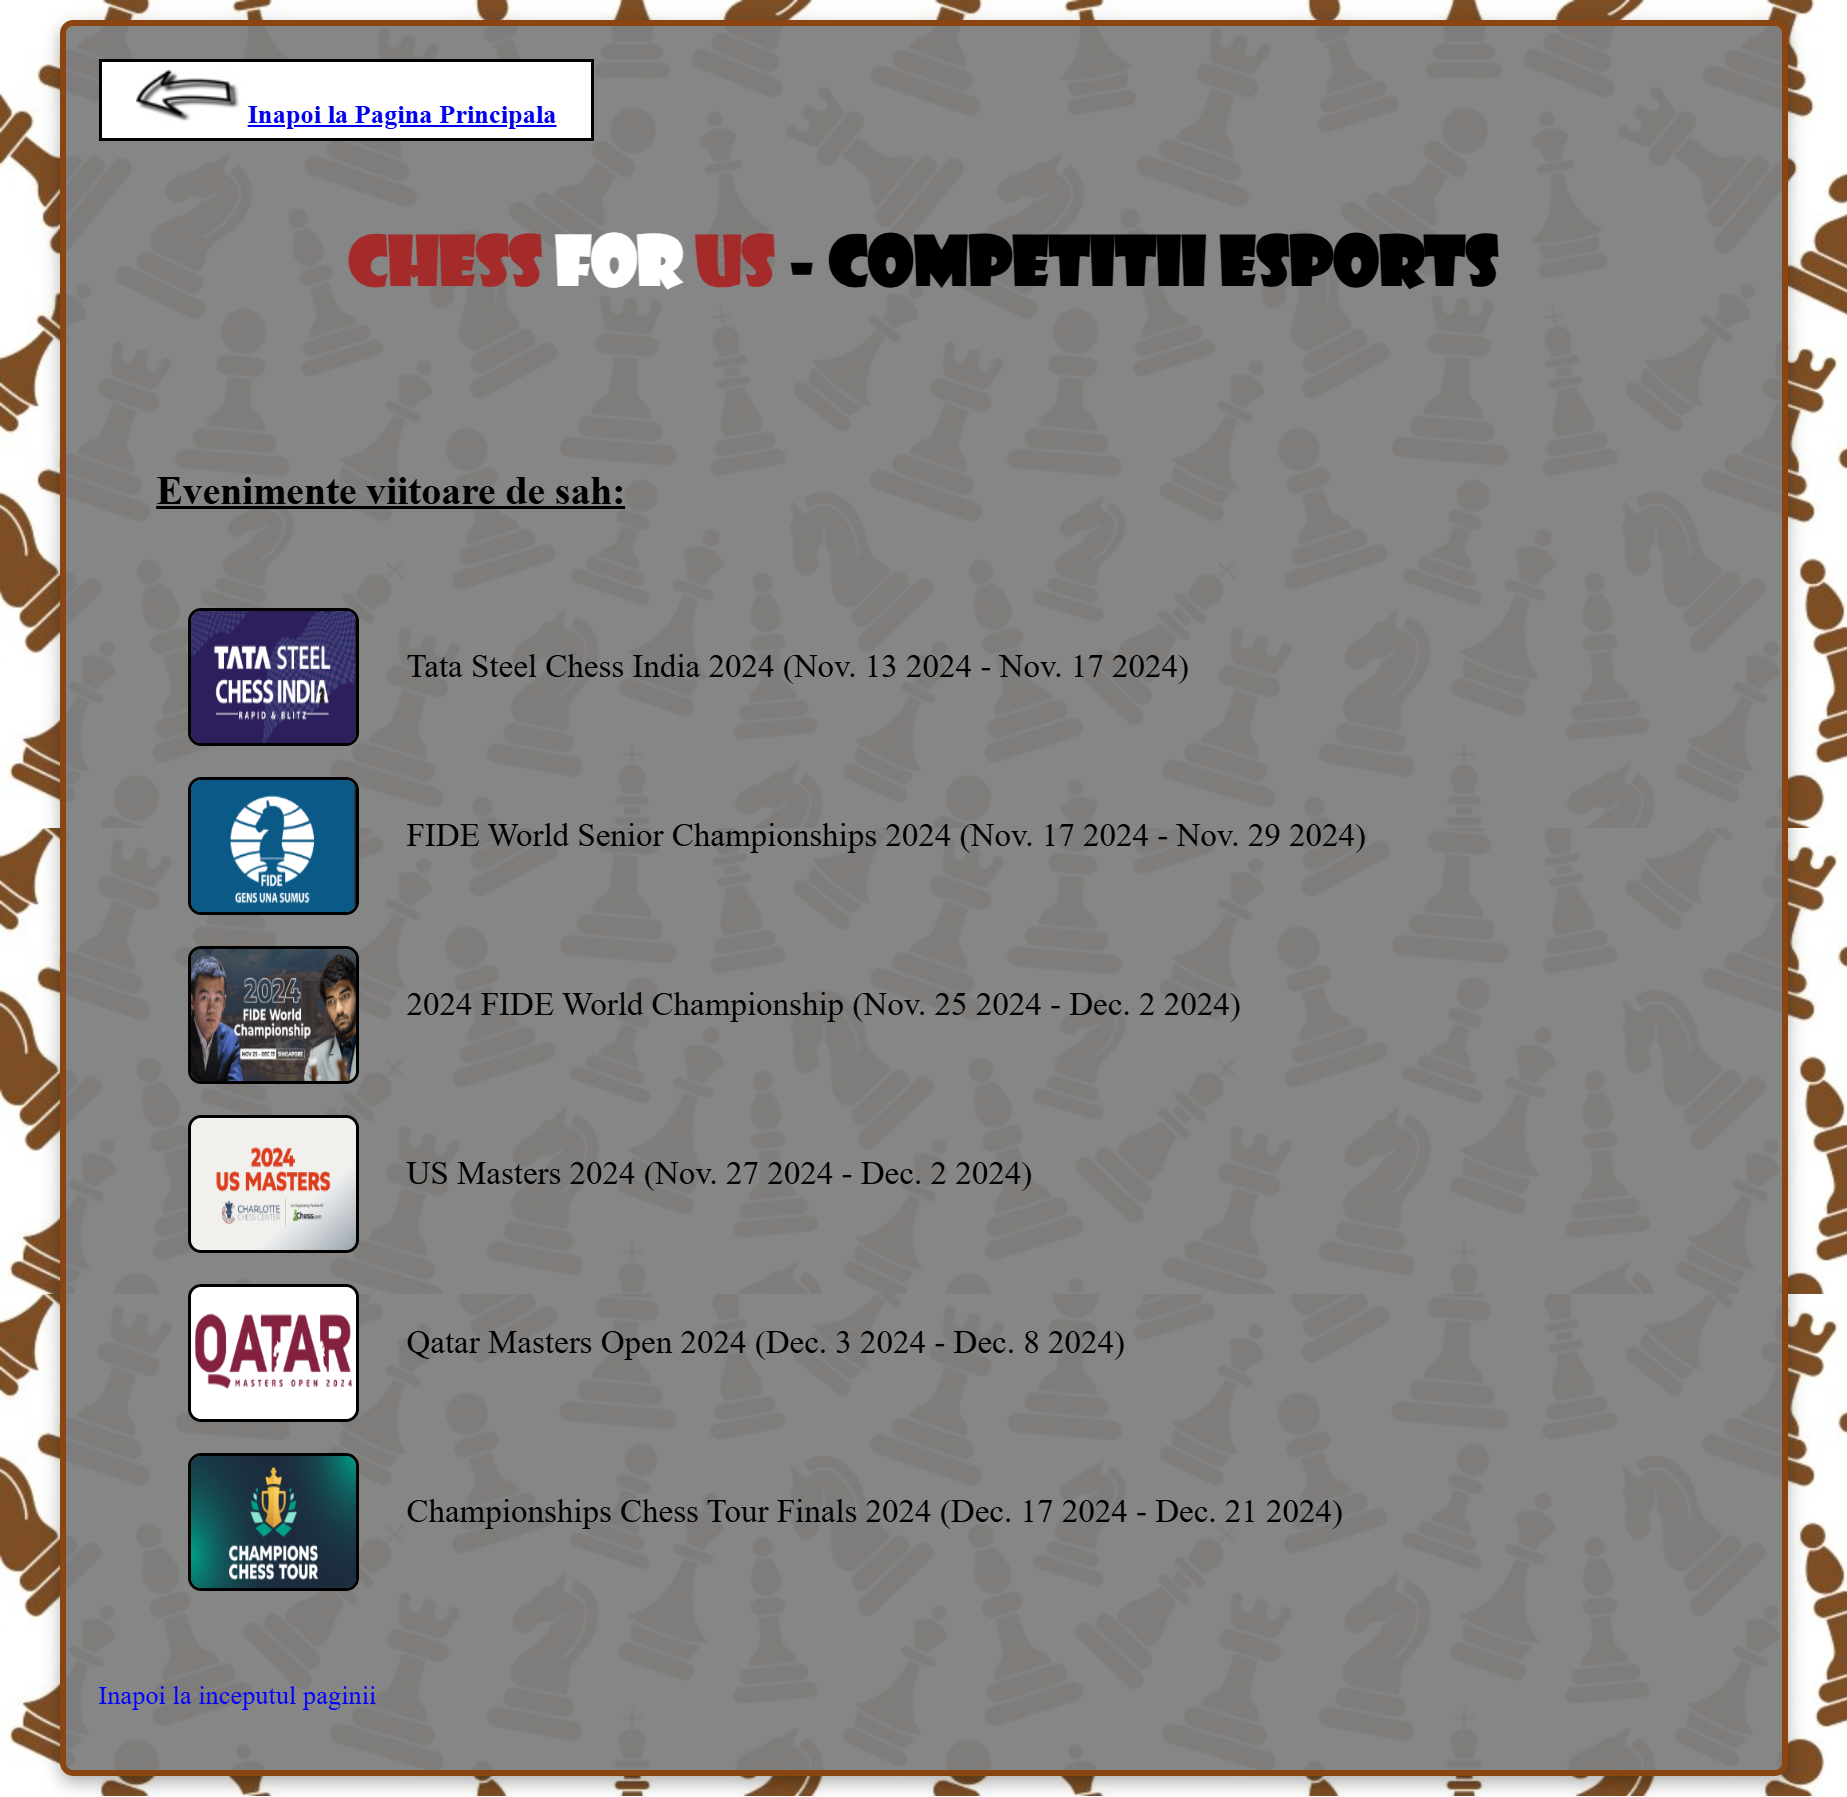 Inapoi la Pagina Principala
CHESS FOR US - COMPETITII ESPORTS
Evenimente viitoare de sah:
TATA STEEL
CHESS INDIA
RAPID & BLITZ
Tata Steel Chess India 2024 (Nov. 13 2024 - Nov. 17 2024)
FIDE
GENS UNA SUMUS
FIDE World Senior Championships 2024 (Nov. 17 2024 - Nov. 29 2024)
2024
FIDE World
Championship
NOV 25 - DEC 13 SINGAPORE
2024 FIDE World Championship (Nov. 25 2024 - Dec. 2 2024)
2024
US MASTERS
CHARLOTTE
CHESS CENTER
Chess.com
US Masters 2024 (Nov. 27 2024 - Dec. 2 2024)
QATAR
MASTERS OPEN 2024
Qatar Masters Open 2024 (Dec. 3 2024 - Dec. 8 2024)
CHAMPIONS
CHESS TOUR
Championships Chess Tour Finals 2024 (Dec. 17 2024 - Dec. 21 2024)
Inapoi la inceputul paginii